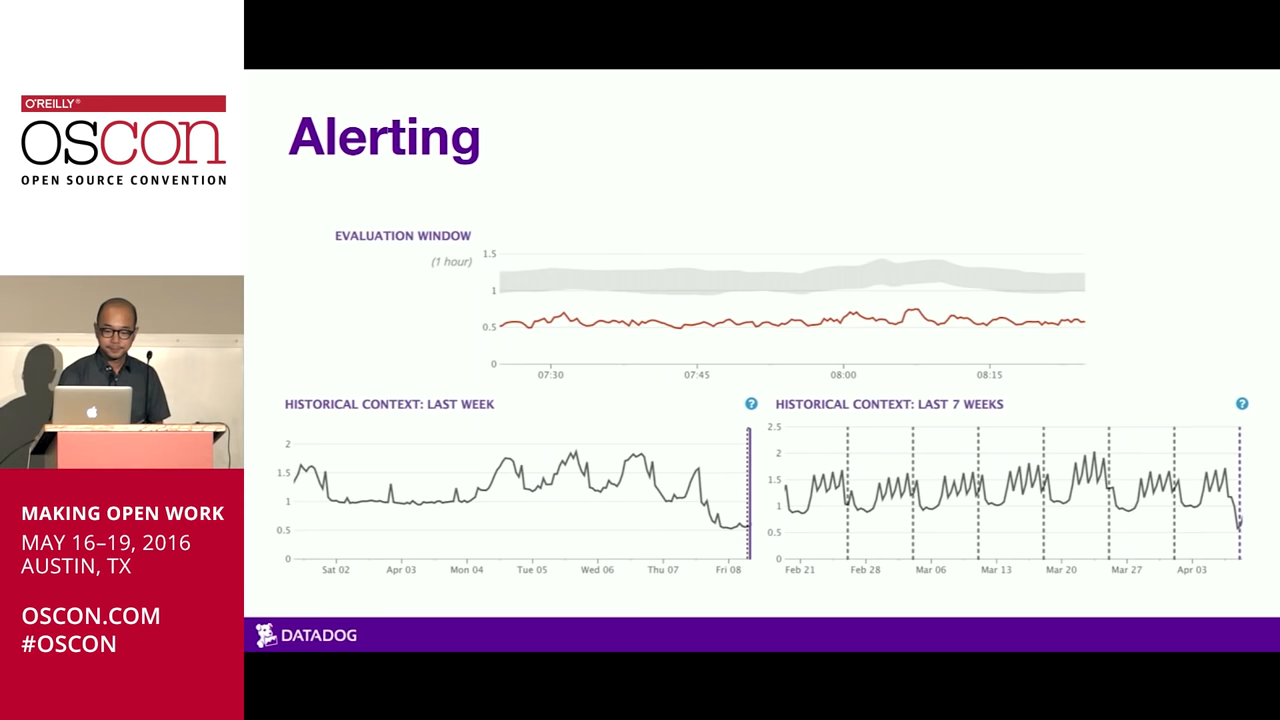 O'REILLY®
OSCON
OPEN SOURCE CONVENTION
MAKING OPEN WORK
MAY 16–19, 2016
AUSTIN, TX
OSCON.COM
#OSCON
Alerting
EVALUATION WINDOW
(1 hour)
1.5
1
0.5
0
07:30 07:45 08:00 08:15
HISTORICAL CONTEXT: LAST WEEK ?
2
1.5
1
0.5
0
Sat 02 Apr 03 Mon 04 Tue 05 Wed 06 Thu 07 Fri 08
HISTORICAL CONTEXT: LAST 7 WEEKS ?
2.5
2
1.5
1
0.5
0
Feb 21 Feb 28 Mar 06 Mar 13 Mar 20 Mar 27 Apr 03
DATADOG